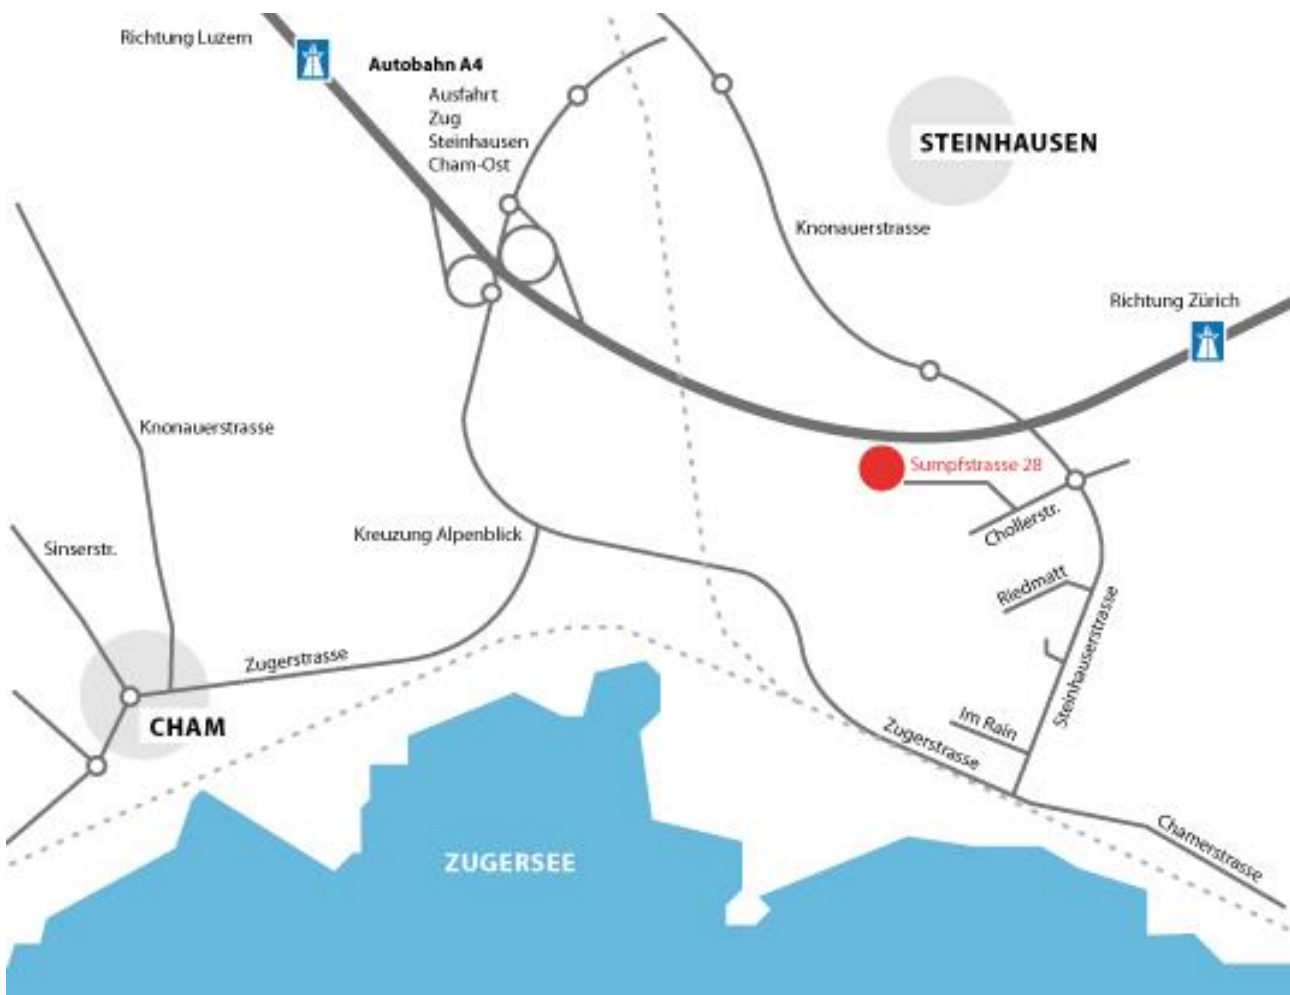 Richtung Luzern
Autobahn A4
Ausfahrt
Zug
Steinhausen
Cham-Ost
STEINHAUSEN
Knonauerstrasse
Richtung Zürich
Knonauerstrasse
Sumpfstrasse 28
Chollerstr.
Kreuzung Alpenblick
Sinserstr.
Riedmatt
Steinhauserstrasse
Zugerstrasse
CHAM
Im Rain
Zugerstrasse
Chamerstrasse
ZUGERSEE